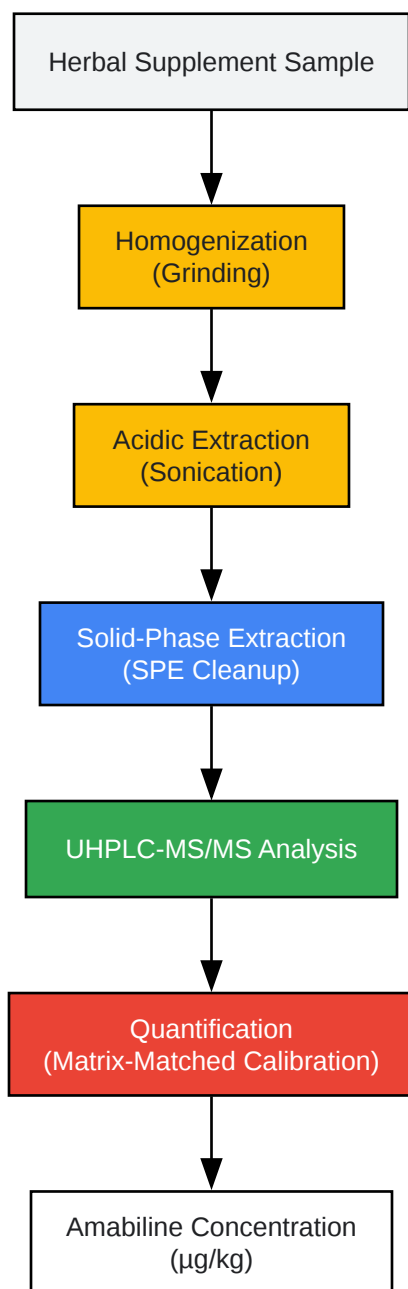 Herbal Supplement Sample
Homogenization
(Grinding)
Acidic Extraction
(Sonication)
Solid-Phase Extraction
(SPE Cleanup)
UHPLC-MS/MS Analysis
Quantification
(Matrix-Matched Calibration)
Amabiline Concentration
(µg/kg)